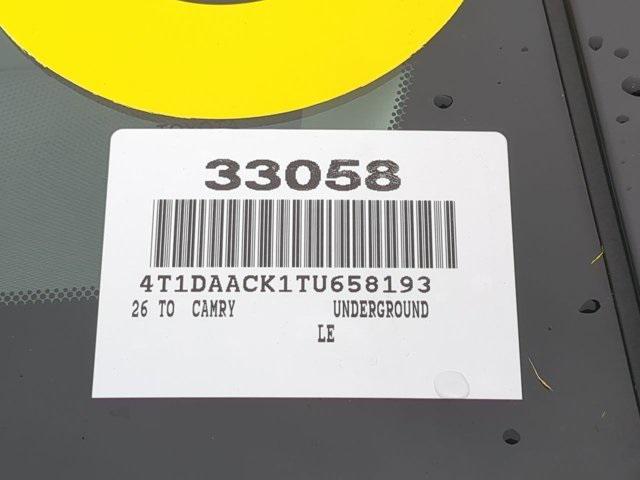 33058
4T1DAACK1TU658193
26 TO CAMRY UNDERGROUND
LE